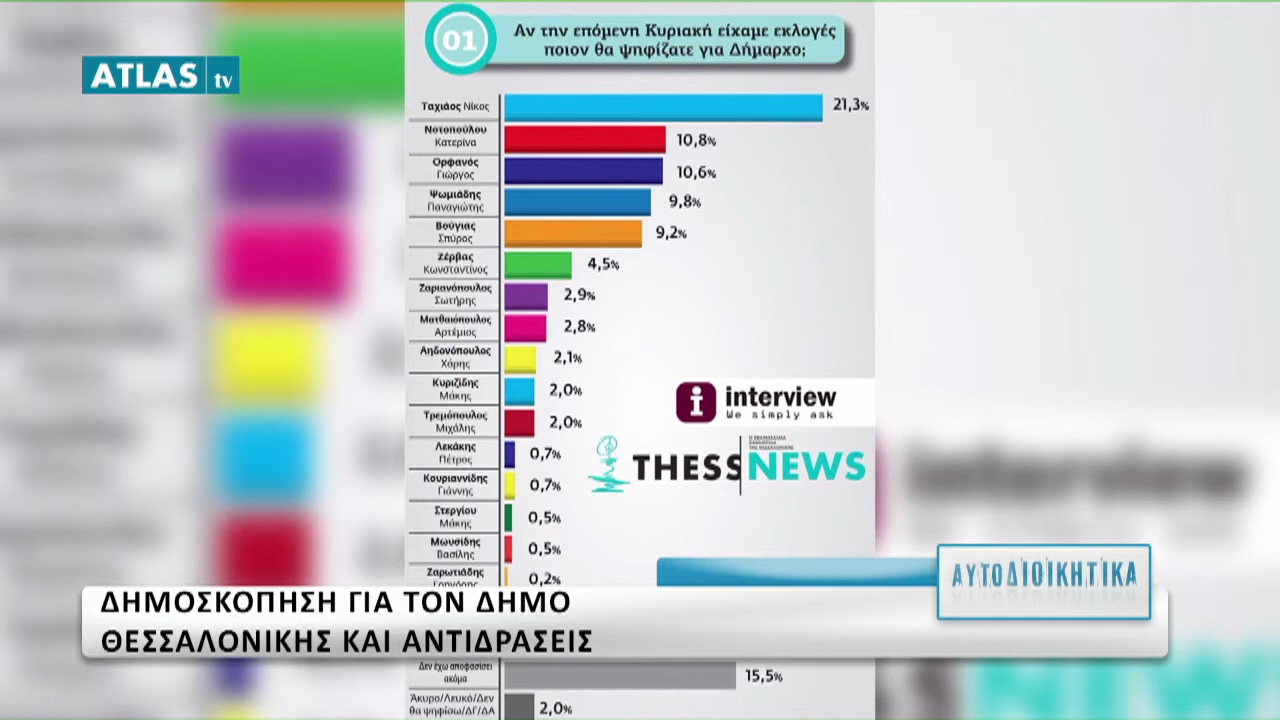 ATLAS tv
01
Αν την επόμενη Κυριακή είχαμε εκλογές
ποιον θα ψηφίζατε για Δήμαρχο;
Ταχιάος Νίκος 21,3%
Νοτοπούλου
Κατερίνα
10,8%
Ορφανός
Γιώργος
10,6%
Ψωμιάδης
Παναγιώτης
9,8%
Βούγιας
Σπύρος
9,2%
Ζέρβας
Κωνσταντίνος
4,5%
Ζαριανόπουλος
Σωτήρης
2,9%
Ματθαιόπουλος
Αρτέμιος
2,8%
Αηδονόπουλος
Χάρης
2,1%
Κυριζίδης
Μάκης
2,0%
Τρεμόπουλος
Μιχάλης
2,0%
Λεκάκης
Πέτρος
0,7%
Κουριαννίδης
Γιάννης
0,7%
Στεργίου
Μάκης
0,5%
Μωυσίδης
Βασίλης
0,5%
Ζαρωτιάδης
Γρηγόρης
0,2%
interview
We simply ask
THESSNEWS
interview
ΑΥΤΟΔΙΟΙΚΗΤΙΚΑ
ΔΗΜΟΣΚΟΠΗΣΗ ΓΙΑ ΤΟΝ ΔΗΜΟ
ΘΕΣΣΑΛΟΝΙΚΗΣ ΚΑΙ ΑΝΤΙΔΡΑΣΕΙΣ
Δεν έχω αποφασίσει
ακόμα
15,5%
Άκυρο/Λευκό/Δεν
θα ψηφίσω/ΔΓ/ΔΑ
2,0%